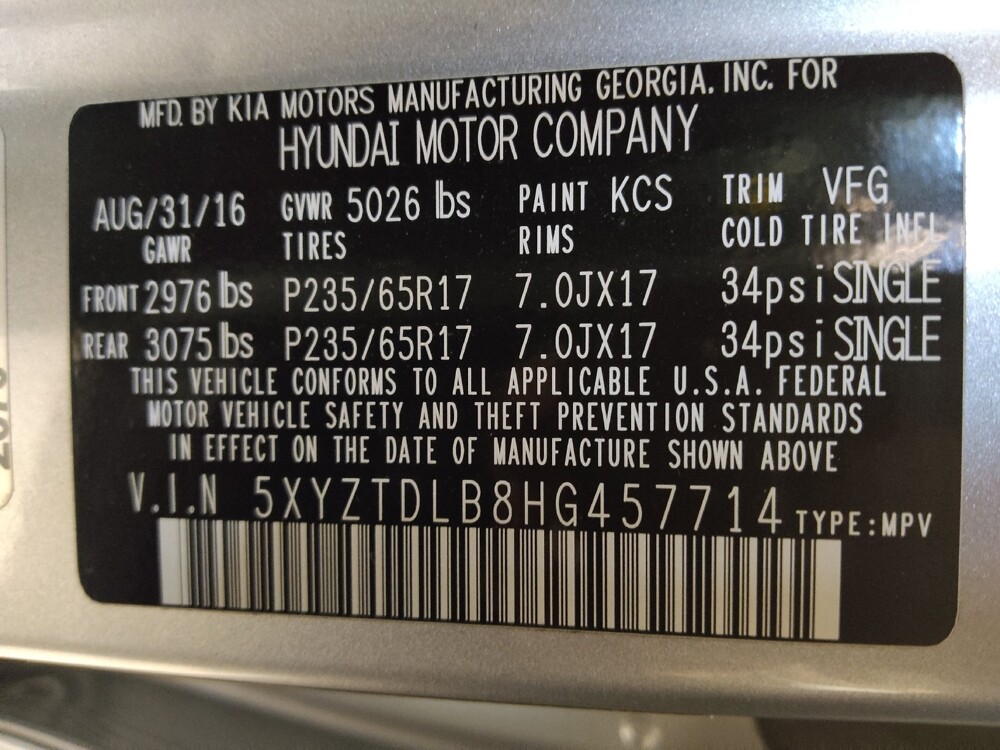 MFD. BY KIA MOTORS MANUFACTURING GEORGIA. INC. FOR
HYUNDAI MOTOR COMPANY
AUG/31/16 GVWR 5026 lbs PAINT KCS TRIM VFG
GAWR TIRES RIMS COLD TIRE INFL
FRONT 2976 lbs P235/65R17 7.0JX17 34psi SINGLE
REAR 3075 lbs P235/65R17 7.0JX17 34psi SINGLE
THIS VEHICLE CONFORMS TO ALL APPLICABLE U.S.A. FEDERAL
MOTOR VEHICLE SAFETY AND THEFT PREVENTION STANDARDS
IN EFFECT ON THE DATE OF MANUFACTURE SHOWN ABOVE
V.I.N 5XYZTDLB8HG457714 TYPE:MPV